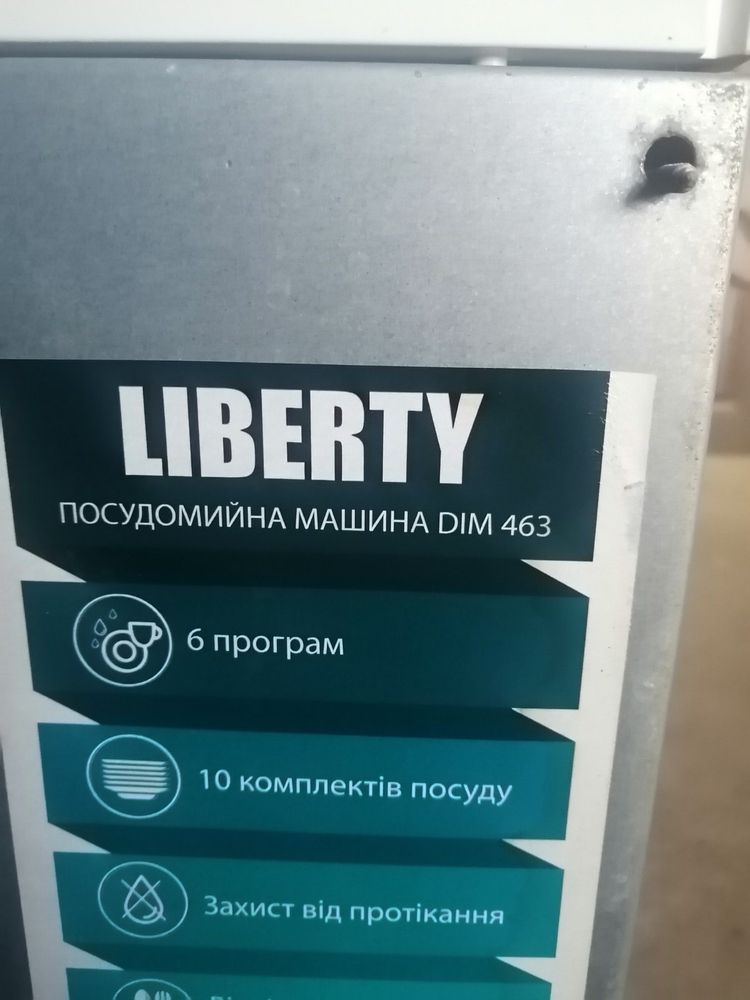 LIBERTY
ПОСУДОМИЙНА МАШИНА DIM 463
6 програм
10 комплектів посуду
Захист від протікання